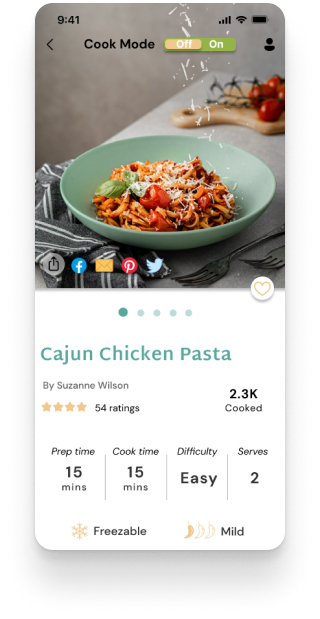 9:41
Cook Mode Off On
Cajun Chicken Pasta
By Suzanne Wilson
54 ratings
2.3K
Cooked
Prep time Cook time Difficulty Serves
15 15 Easy 2
mins mins
Freezable Mild